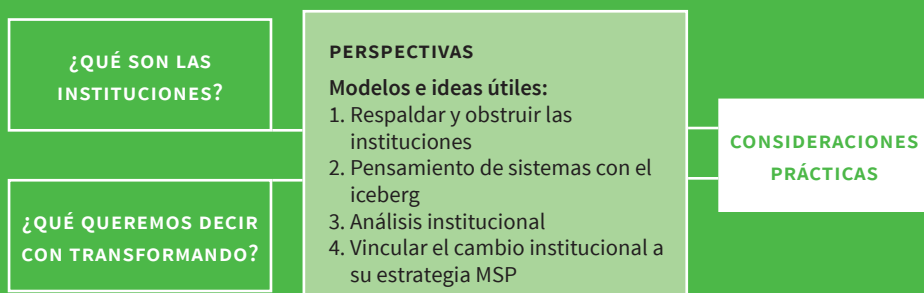 ¿QUÉ SON LAS
INSTITUCIONES?
¿QUÉ QUEREMOS DECIR
CON TRANSFORMANDO?
PERSPECTIVAS
Modelos e ideas útiles:
1. Respaldar y obstruir las
instituciones
2. Pensamiento de sistemas con el
iceberg
3. Análisis institucional
4. Vincular el cambio institucional a
su estrategia MSP
CONSIDERACIONES
PRÁCTICAS